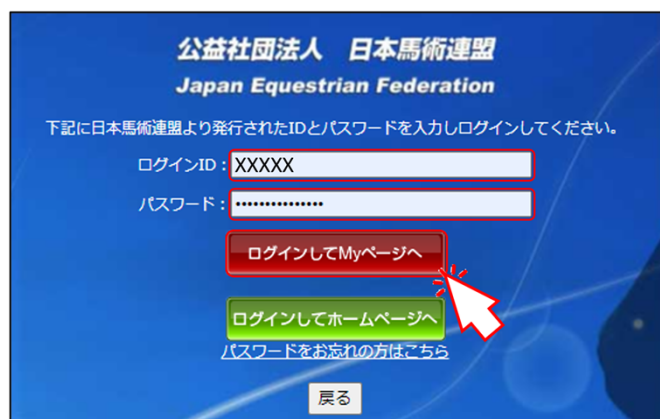 公益社団法人　日本馬術連盟
Japan Equestrian Federation
下記に日本馬術連盟より発行されたIDとパスワードを入力しログインしてください。
ログインID：XXXXX
パスワード：•••••••••••••••
ログインしてMyページへ
ログインしてホームページへ
パスワードをお忘れの方はこちら
戻る